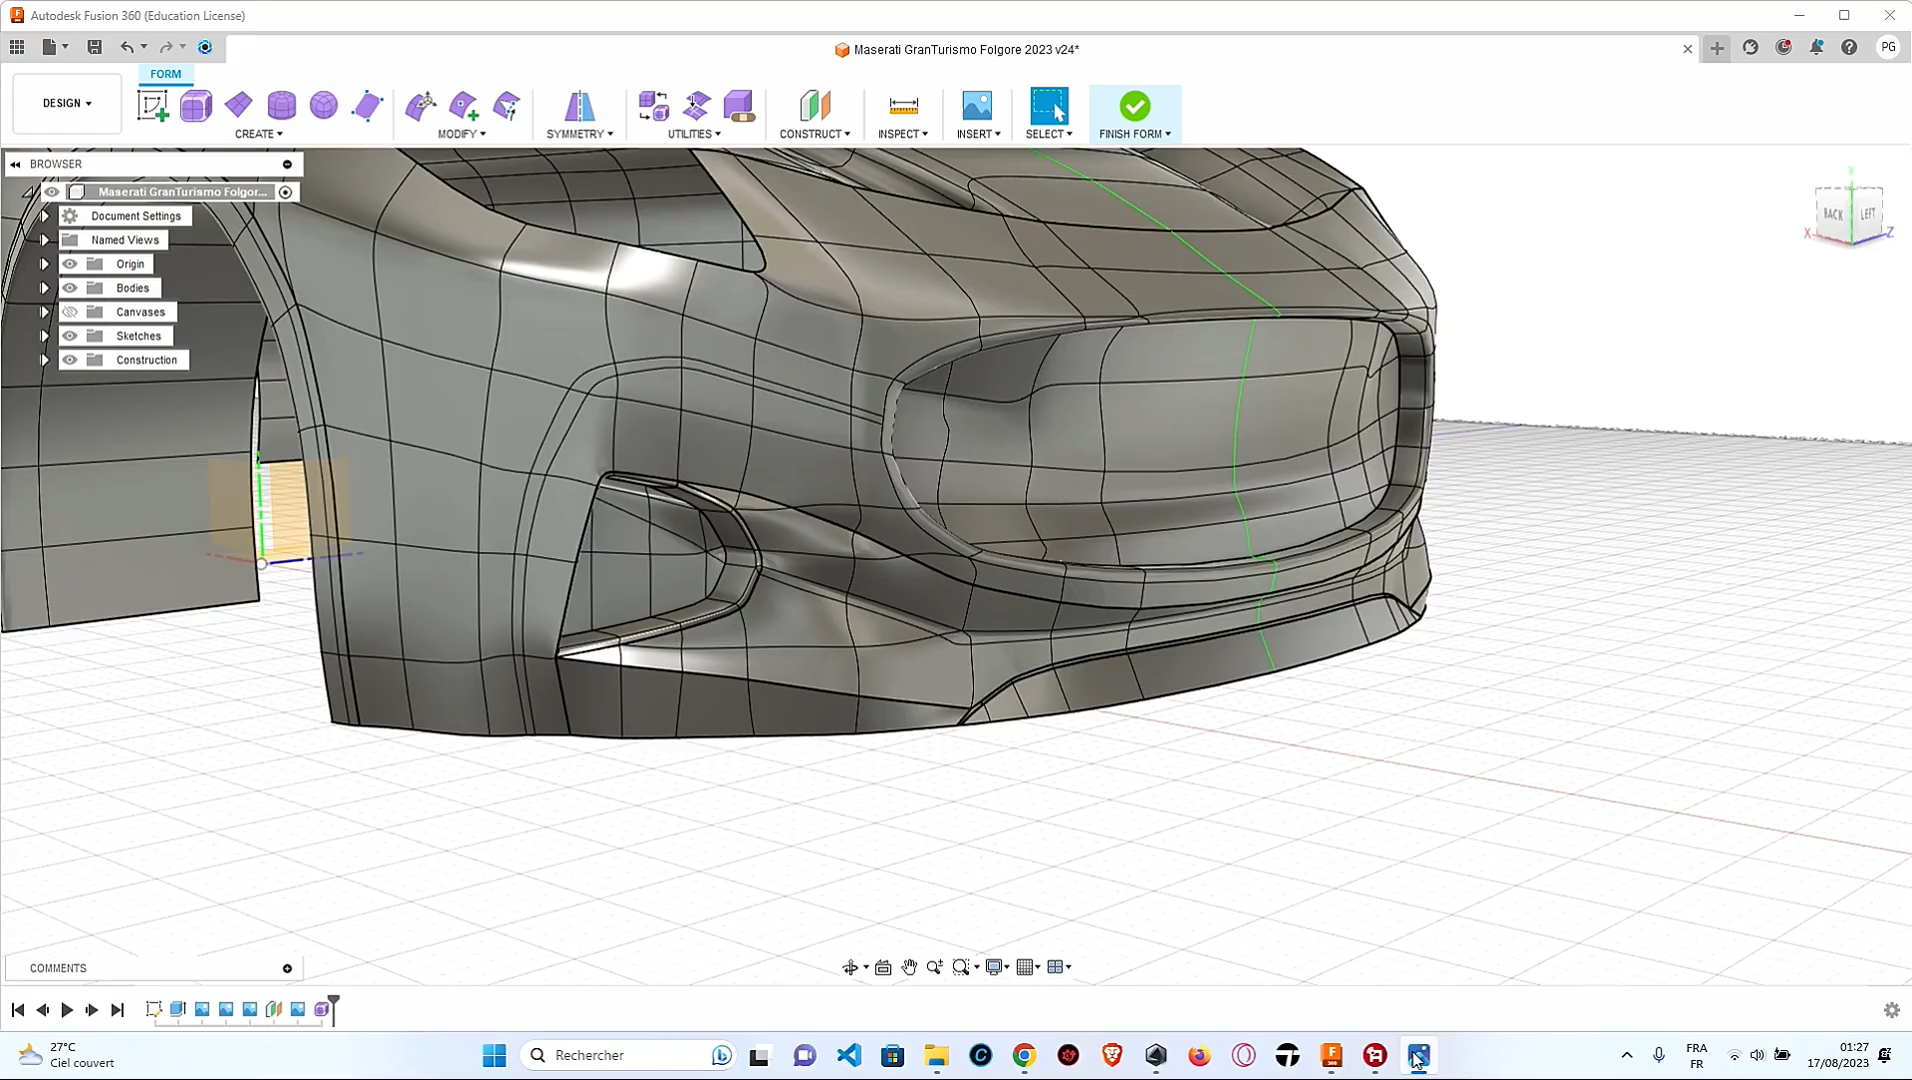 Autodesk Fusion 360 (Education License)
Maserati GranTurismo Folgore 2023 v24*
PG
FORM
DESIGN
CREATE
MODIFY
SYMMETRY
UTILITIES
CONSTRUCT
INSPECT
INSERT
SELECT
FINISH FORM
BROWSER
Maserati GranTurismo Folgor...
Document Settings
Named Views
Origin
Bodies
Canvases
Sketches
Construction
Y
BACK
LEFT
X
Z
COMMENTS
27°C
Ciel couvert
Rechercher
FRA
FR
01:27
17/08/2023